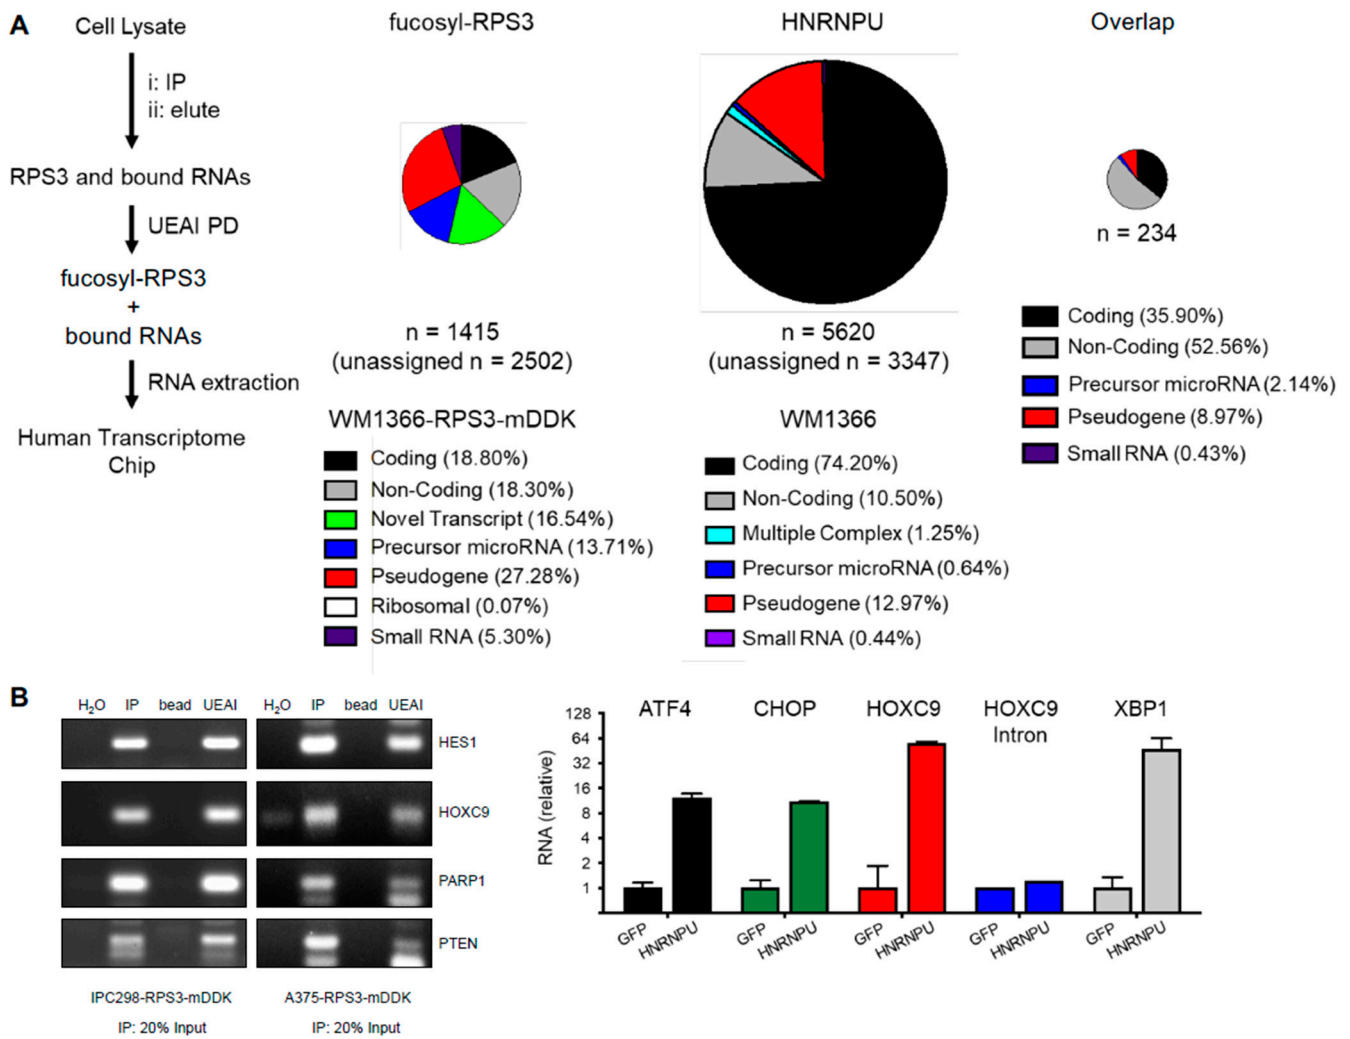 A
Cell Lysate
i: IP
ii: elute
RPS3 and bound RNAs
UEAI PD
fucosyl-RPS3
+
bound RNAs
RNA extraction
Human Transcriptome
Chip
fucosyl-RPS3
n = 1415
(unassigned n = 2502)
WM1366-RPS3-mDDK
Coding (18.80%)
Non-Coding (18.30%)
Novel Transcript (16.54%)
Precursor microRNA (13.71%)
Pseudogene (27.28%)
Ribosomal (0.07%)
Small RNA (5.30%)
HNRNPU
n = 5620
(unassigned n = 3347)
WM1366
Coding (74.20%)
Non-Coding (10.50%)
Multiple Complex (1.25%)
Precursor microRNA (0.64%)
Pseudogene (12.97%)
Small RNA (0.44%)
Overlap
n = 234
Coding (35.90%)
Non-Coding (52.56%)
Precursor microRNA (2.14%)
Pseudogene (8.97%)
Small RNA (0.43%)
B
H2O IP bead UEAI H2O IP bead UEAI
HES1
HOXC9
PARP1
PTEN
IPC298-RPS3-mDDK A375-RPS3-mDDK
IP: 20% Input IP: 20% Input
RNA (relative)
128
64
32
16
8
4
2
1
ATF4 CHOP HOXC9 HOXC9 Intron XBP1
GFP HNRNPU GFP HNRNPU GFP HNRNPU GFP HNRNPU GFP HNRNPU